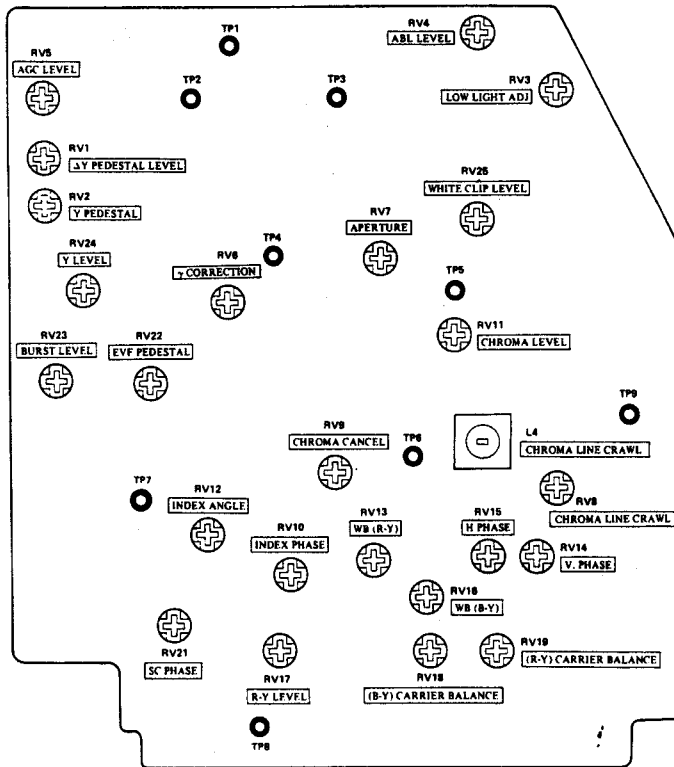 RV4
ABL LEVEL
TP1
RV5
AGC LEVEL
TP2
TP3
RV3
LOW LIGHT ADJ
RV1
ΔY PEDESTAL LEVEL
RV2
Y PEDESTAL
RV25
WHITE CLIP LEVEL
RV7
APERTURE
RV24
Y LEVEL
TP4
RV6
γ CORRECTION
TP5
RV11
CHROMA LEVEL
RV23
BURST LEVEL
RV22
EVF PEDESTAL
TP9
RV9
CHROMA CANCEL
TP6
L4
CHROMA LINE CRAWL
TP7
RV12
INDEX ANGLE
RV8
CHROMA LINE CRAWL
RV10
INDEX PHASE
RV13
WB (R-Y)
RV15
H PHASE
RV14
V. PHASE
RV16
WB (B-Y)
RV21
SC PHASE
RV17
R-Y LEVEL
RV18
(B-Y) CARRIER BALANCE
RV19
(R-Y) CARRIER BALANCE
TP8